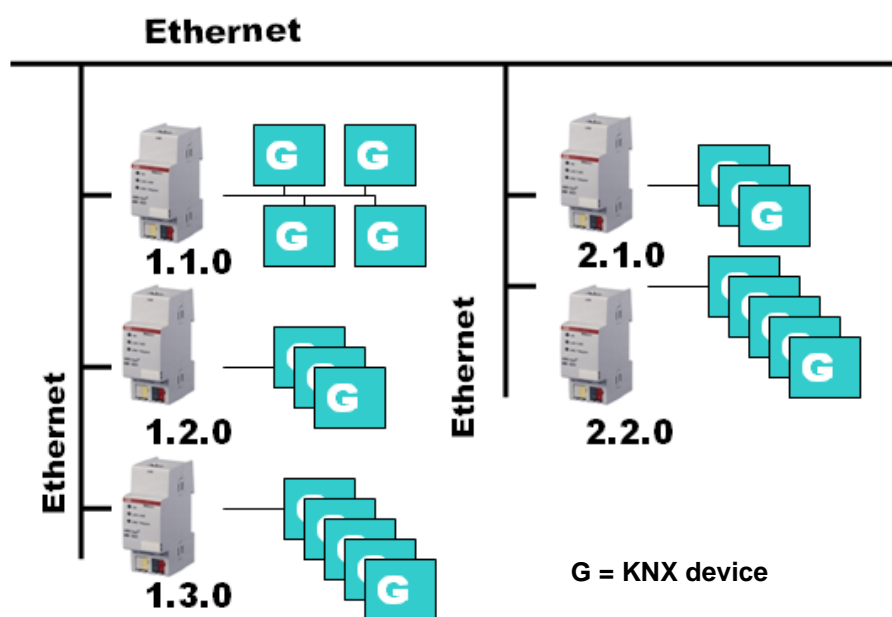 Ethernet
G G
G G
1.1.0
G
1.2.0
G
1.3.0
Ethernet
G
2.1.0
G
2.2.0
Ethernet
G = KNX device